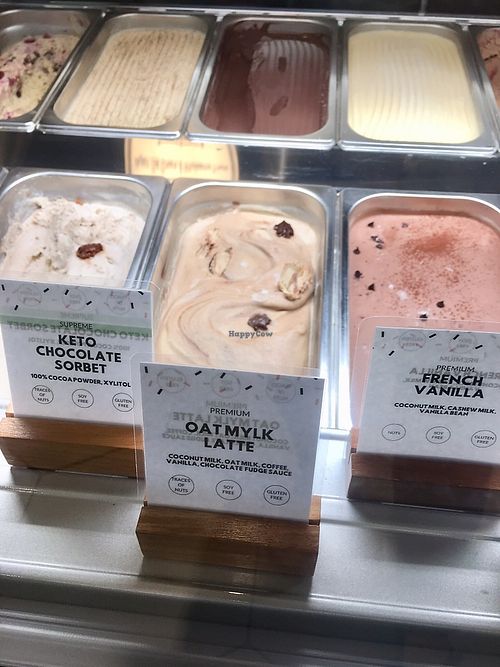 HappyCow
SUPREME
KETO
CHOCOLATE
SORBET
100% COCOA POWDER, XYLITOL
TRACES
OF
NUTS
SOY
FREE
GLUTEN
FREE
PREMIUM
OATMYLK
LATTE
COCONUT MILK, OAT MILK, COFFEE,
VANILLA, CHOCOLATE FUDGE SAUCE
TRACES
OF
NUTS
SOY
FREE
GLUTEN
FREE
PREMIUM
FRENCH
VANILLA
COCONUT MILK, CASHEW MILK,
VANILLA BEAN
NUTS
SOY
FREE
GLUTEN
FREE